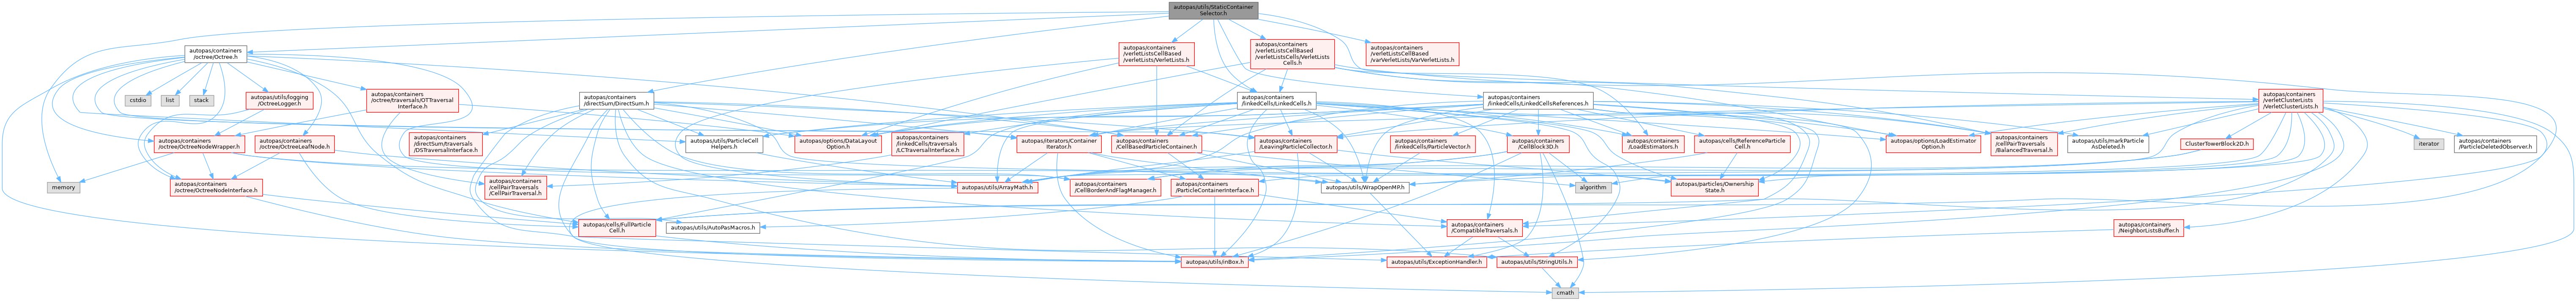 autopas/utils/StaticContainer
Selector.h
autopas/containers
/octree/Octree.h
autopas/containers
/verletListsCellBased
/verletLists/VerletLists.h
autopas/containers
/verletListsCellBased
/verletListsCells/VerletLists
Cells.h
autopas/containers
/verletListsCellBased
/varVerletLists/VarVerletLists.h
cstdio
list
stack
autopas/utils/logging
/OctreeLogger.h
autopas/containers
/octree/traversals/OTTraversal
Interface.h
autopas/containers
/directSum/DirectSum.h
autopas/containers
/linkedCells/LinkedCells.h
autopas/containers
/linkedCells/LinkedCellsReferences.h
autopas/containers
/verletClusterLists
/VerletClusterLists.h
autopas/containers
/octree/OctreeNodeWrapper.h
autopas/containers
/octree/OctreeLeafNode.h
autopas/containers
/directSum/traversals
/DSTraversalInterface.h
autopas/utils/ParticleCell
Helpers.h
autopas/options/DataLayout
Option.h
autopas/containers
/linkedCells/traversals
/LCTraversalInterface.h
autopas/iterators/Container
Iterator.h
autopas/containers
/CellBasedParticleContainer.h
autopas/containers
/LeavingParticleCollector.h
autopas/containers
/linkedCells/ParticleVector.h
autopas/containers
/CellBlock3D.h
autopas/containers
/LoadEstimators.h
autopas/cells/ReferenceParticle
Cell.h
autopas/options/LoadEstimator
Option.h
autopas/containers
/cellPairTraversals
/BalancedTraversal.h
autopas/utils/markParticle
AsDeleted.h
ClusterTowerBlock2D.h
iterator
autopas/containers
/ParticleDeletedObserver.h
memory
autopas/containers
/octree/OctreeNodeInterface.h
autopas/containers
/cellPairTraversals
/CellPairTraversal.h
autopas/utils/ArrayMath.h
autopas/containers
/CellBorderAndFlagManager.h
autopas/containers
/ParticleContainerInterface.h
autopas/utils/WrapOpenMP.h
algorithm
autopas/particles/Ownership
State.h
autopas/cells/FullParticle
Cell.h
autopas/utils/AutoPasMacros.h
autopas/containers
/CompatibleTraversals.h
autopas/containers
/NeighborListsBuffer.h
autopas/utils/inBox.h
autopas/utils/ExceptionHandler.h
autopas/utils/StringUtils.h
cmath